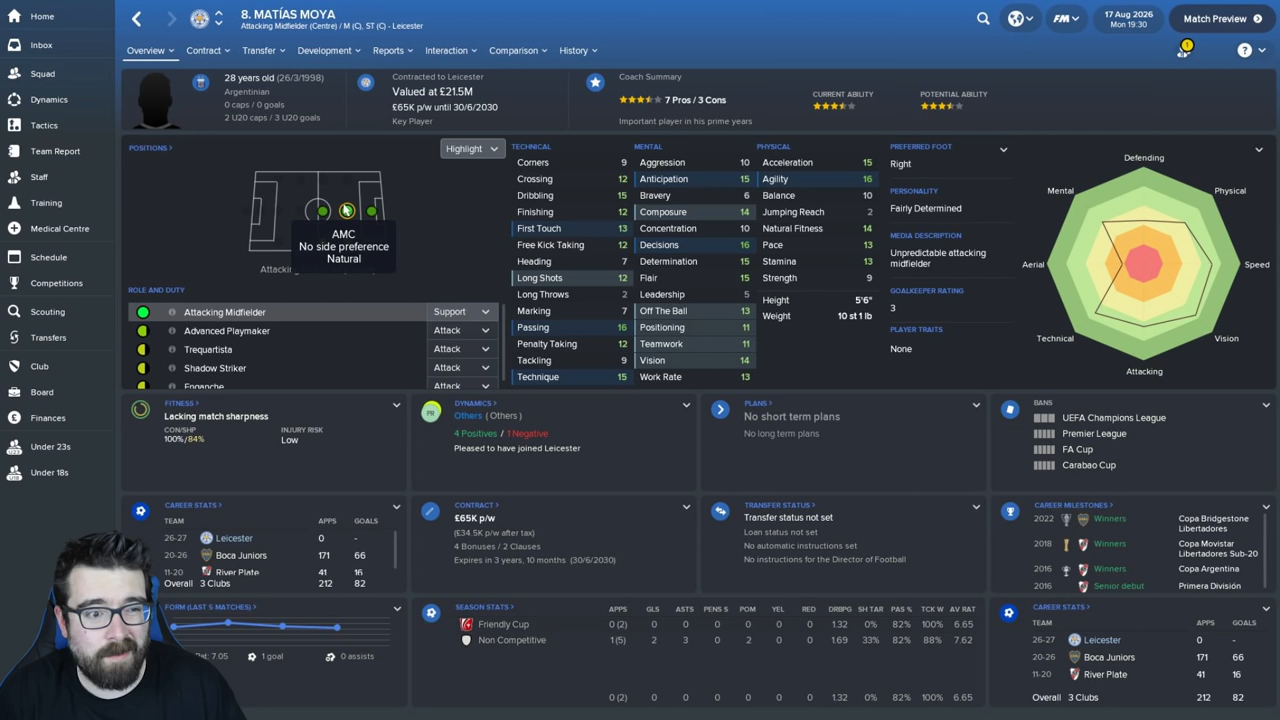 Home
Inbox
Squad
Dynamics
Tactics
Team Report
Staff
Training
Medical Centre
Schedule
Competitions
Scouting
Transfers
Club
Board
Finances
Under 23s
Under 18s
8. MATÍAS MOYA
Attacking Midfielder (Centre) / M (C), ST (C) - Leicester
FM
17 Aug 2026
Mon 19:30
Match Preview
Overview
Contract
Transfer
Development
Reports
Interaction
Comparison
History
1
?
28 years old (26/3/1998)
Argentinian
0 caps / 0 goals
2 U20 caps / 3 U20 goals
Contracted to Leicester
Valued at £21.5M
£65K p/w until 30/6/2030
Key Player
Coach Summary
7 Pros / 3 Cons
Important player in his prime years
CURRENT ABILITY
POTENTIAL ABILITY
POSITIONS
Highlight
AMC
No side preference
Natural
ROLE AND DUTY
Attacking Midfielder Support
Advanced Playmaker Attack
Trequartista Attack
Shadow Striker Attack
Enganche Attack
TECHNICAL
Corners 9
Crossing 12
Dribbling 15
Finishing 12
First Touch 13
Free Kick Taking 12
Heading 7
Long Shots 12
Long Throws 2
Marking 7
Passing 16
Penalty Taking 12
Tackling 9
Technique 15
MENTAL
Aggression 10
Anticipation 15
Bravery 6
Composure 14
Concentration 10
Decisions 16
Determination 15
Flair 15
Leadership 5
Off The Ball 13
Positioning 11
Teamwork 11
Vision 14
Work Rate 13
PHYSICAL
Acceleration 15
Agility 16
Balance 10
Jumping Reach 2
Natural Fitness 14
Pace 13
Stamina 13
Strength 9
Height 5'6"
Weight 10 st 1 lb
PREFERRED FOOT
Right
PERSONALITY
Fairly Determined
MEDIA DESCRIPTION
Unpredictable attacking
midfielder
GOALKEEPER RATING
3
PLAYER TRAITS
None
Defending
Mental
Physical
Aerial
Speed
Technical
Vision
Attacking
FITNESS
Lacking match sharpness
CON/SHP
100%/84%
INJURY RISK
Low
DYNAMICS
PR
Others ( Others )
4 Positives / 1 Negative
Pleased to have joined Leicester
PLANS
No short term plans
No long term plans
BANS
UEFA Champions League
Premier League
FA Cup
Carabao Cup
CAREER STATS
TEAM APPS GOALS
26-27 Leicester 0 -
20-26 Boca Juniors 171 66
11-20 River Plate 41 16
Overall 3 Clubs 212 82
CONTRACT
£65K p/w
(£34.5K p/w after tax)
4 Bonuses / 2 Clauses
Expires in 3 years, 10 months (30/6/2030)
TRANSFER STATUS
Transfer status not set
Loan status not set
No automatic instructions set
No instructions for the Director of Football
CAREER MILESTONES
2022 Winners Copa Bridgestone
Libertadores
2018 Winners Copa Movistar
Libertadores Sub-20
2016 Winners Copa Argentina
2016 Senior debut Primera División
FORM (LAST 5 MATCHES)
Rat: 7.05
1 goal
0 assists
SEASON STATS
APPS GLS ASTS PENS S POM YEL RED DRBPG SH TAR PAS % TCK W AV RAT
Friendly Cup 0 (2) 0 0 0 0 0 0 1.32 0% 82% 100% 6.65
Non Competitive 1 (5) 2 3 0 2 0 0 1.69 33% 82% 88% 7.62
0 (2) 0 0 0 0 0 0 1.32 0% 82% 100% 6.65
CAREER STATS
TEAM APPS GOALS
26-27 Leicester 0 -
20-26 Boca Juniors 171 66
11-20 River Plate 41 16
Overall 3 Clubs 212 82